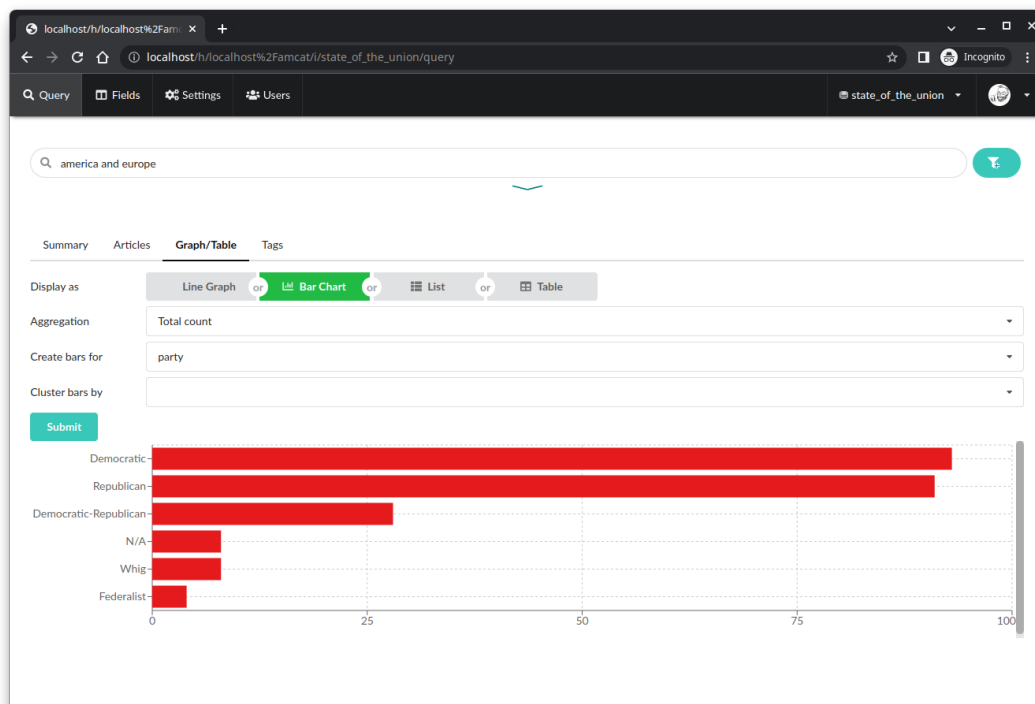 localhost/h/localhost%2Famc
localhost/h/localhost%2Famcat/i/state_of_the_union/query
Incognito
Query Fields Settings Users state_of_the_union
america and europe
Summary Articles Graph/Table Tags
Display as Line Graph or Bar Chart or List or Table
Aggregation Total count
Create bars for party
Cluster bars by
Submit
Democratic
Republican
Democratic-Republican
N/A
Whig
Federalist
0 25 50 75 100